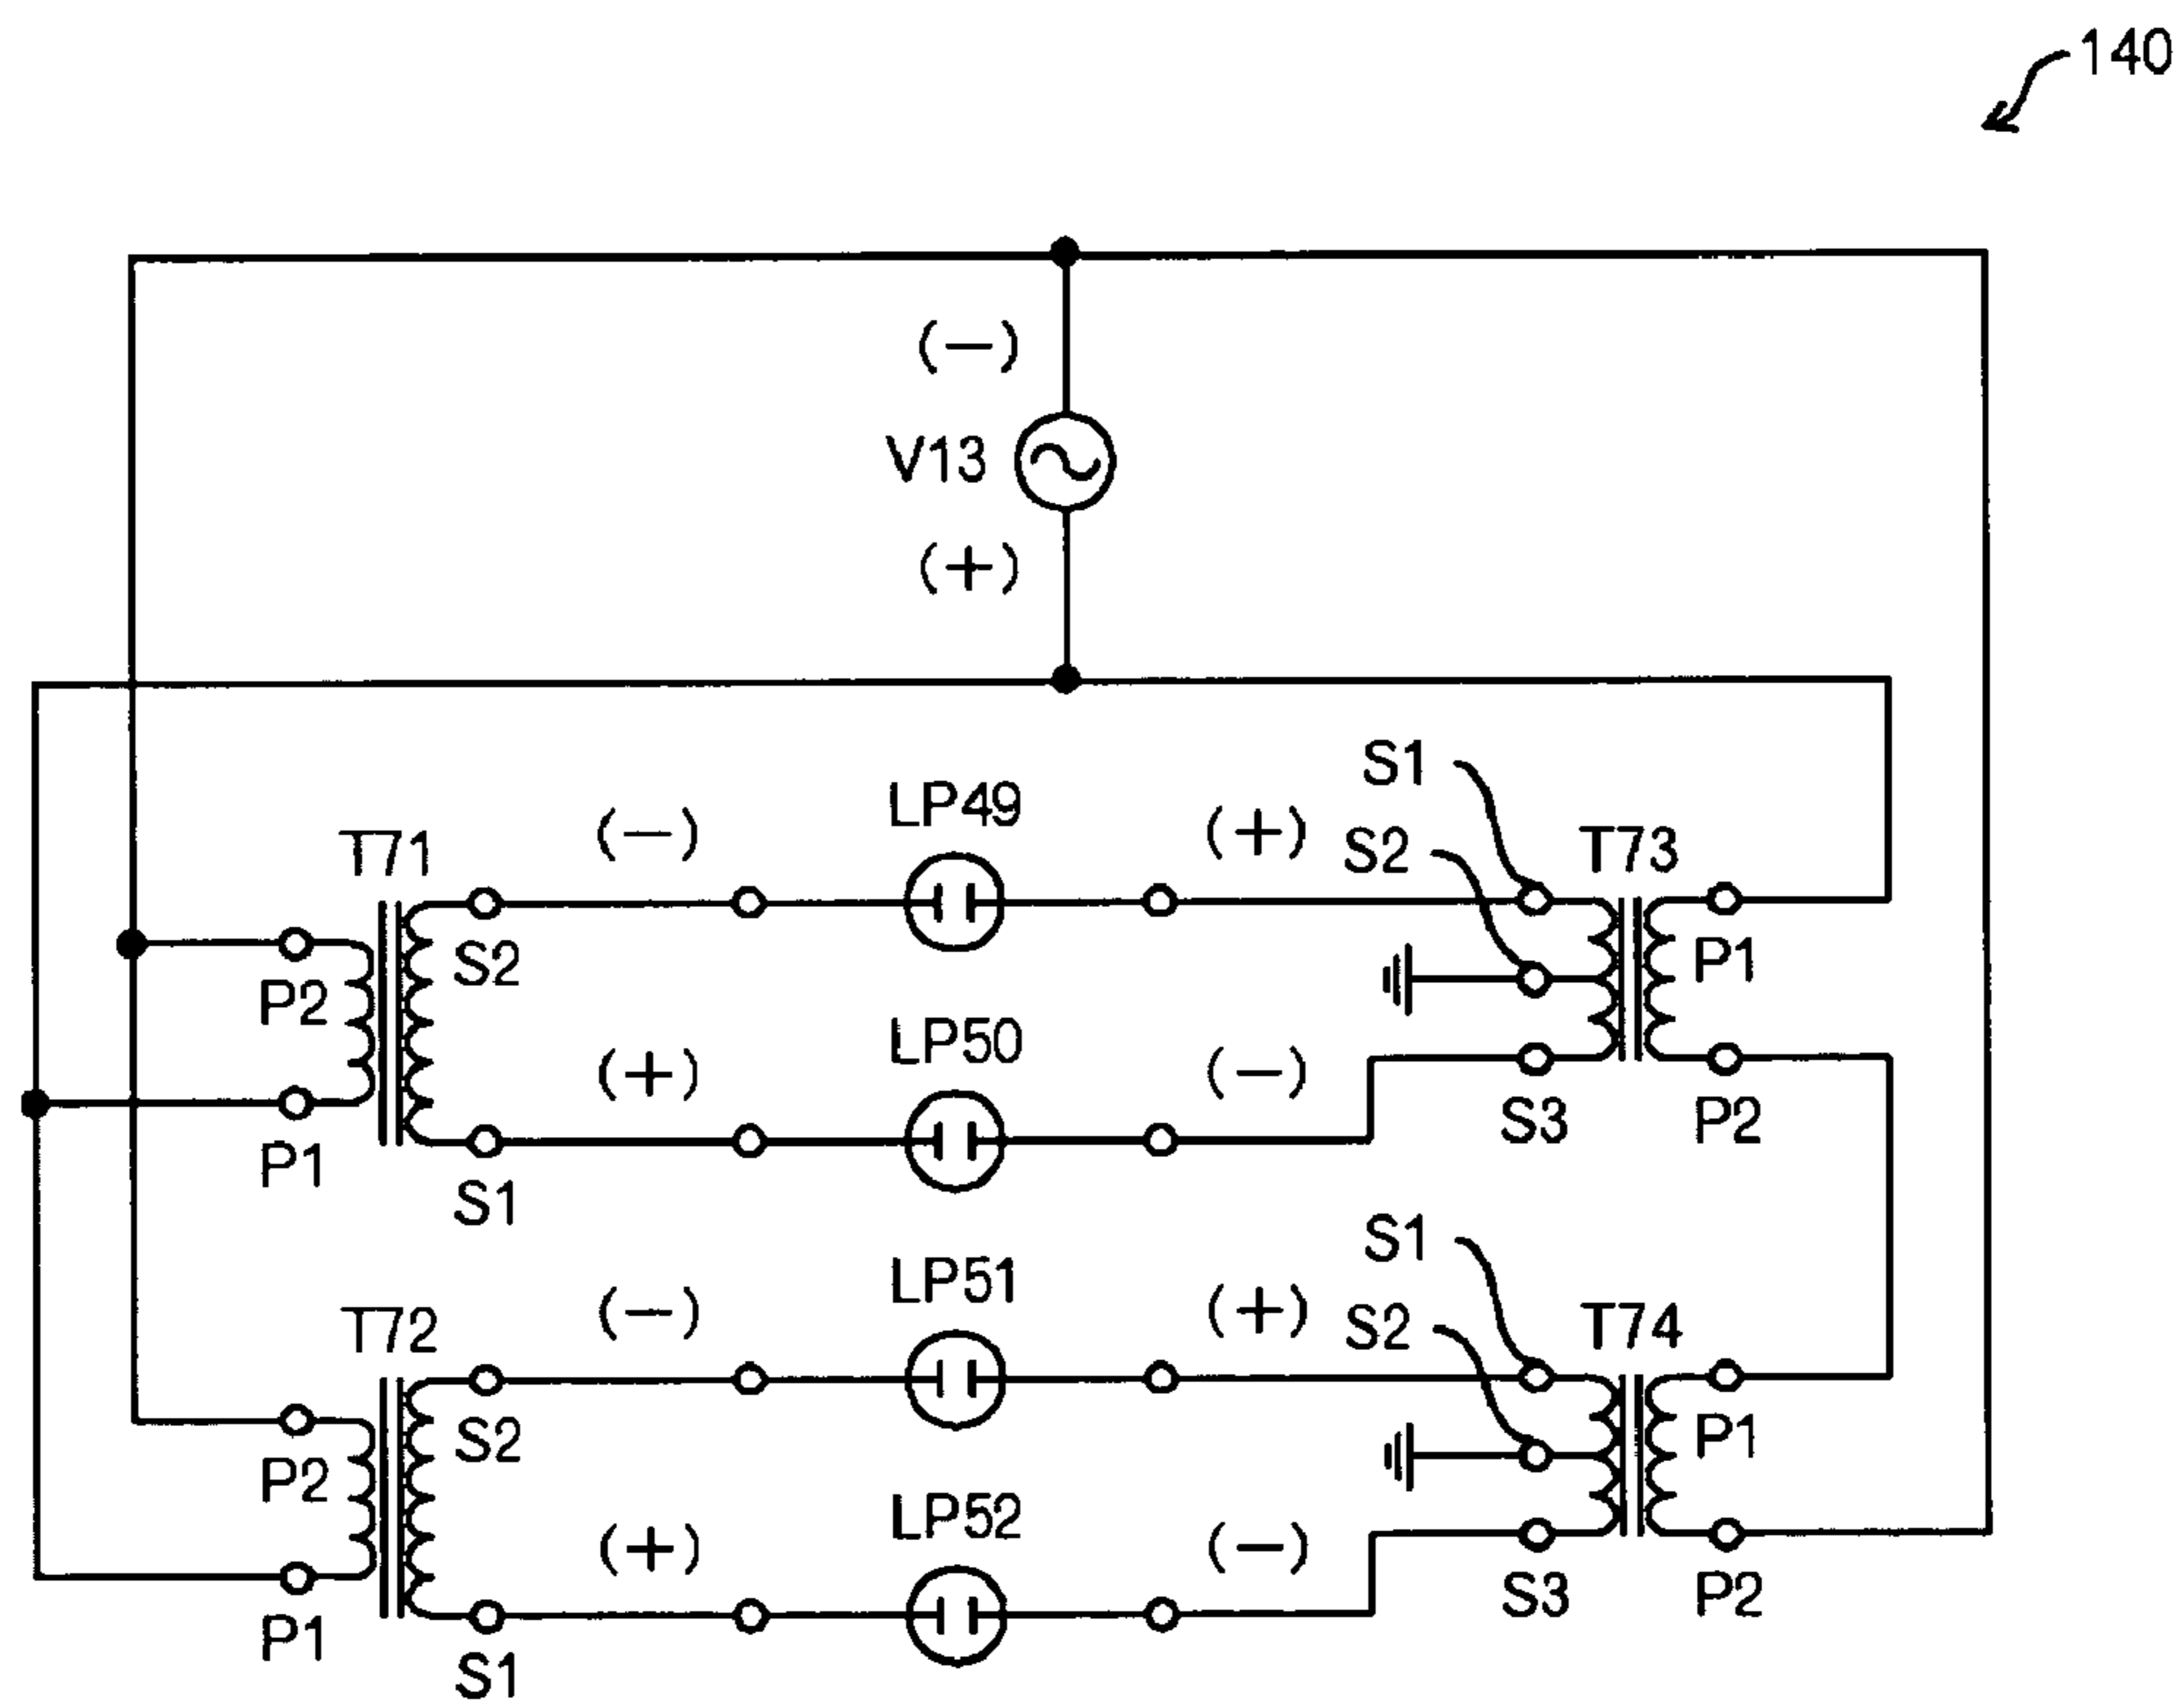 140
(−)
V13
(+)
S1
LP49
(−)
(+)
S2
T73
T71
S2
P1
P2
LP50
(+)
(−)
S3
P2
P1
S1
S1
LP51
(−)
(+)
S2
T74
T72
S2
P1
P2
LP52
(+)
(−)
S3
P2
P1
S1